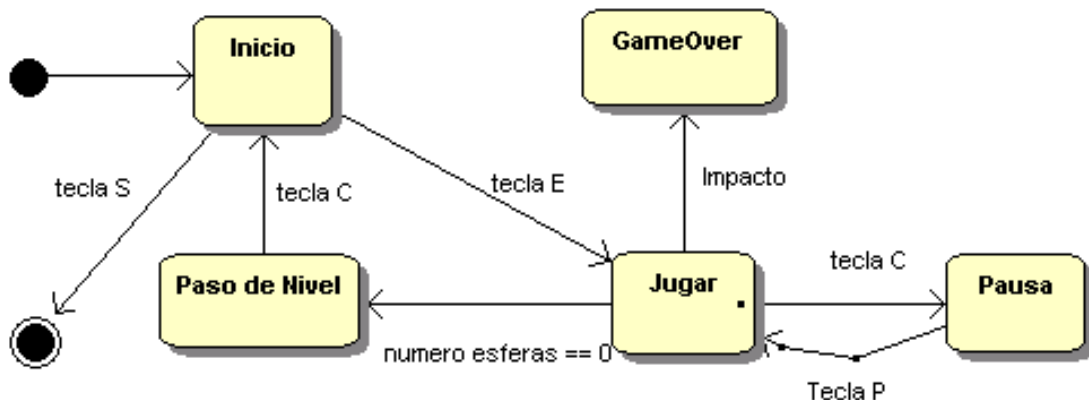 Inicio
GameOver
tecla S
tecla C
tecla E
Impacto
Paso de Nivel
Jugar
tecla C
Pausa
numero esferas == 0
Tecla P